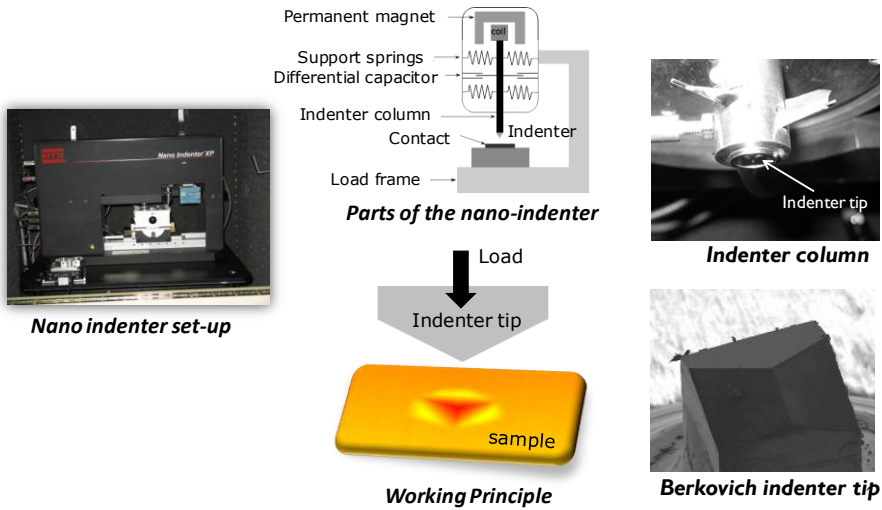 Permanent magnet
coil
Support springs
Differential capacitor
Indenter column
Indenter
Contact
Load frame
Parts of the nano-indenter
MTS
Nano Indenter XP
Nano indenter set-up
Indenter tip
Indenter column
Load
Indenter tip
sample
Working Principle
Berkovich indenter tip